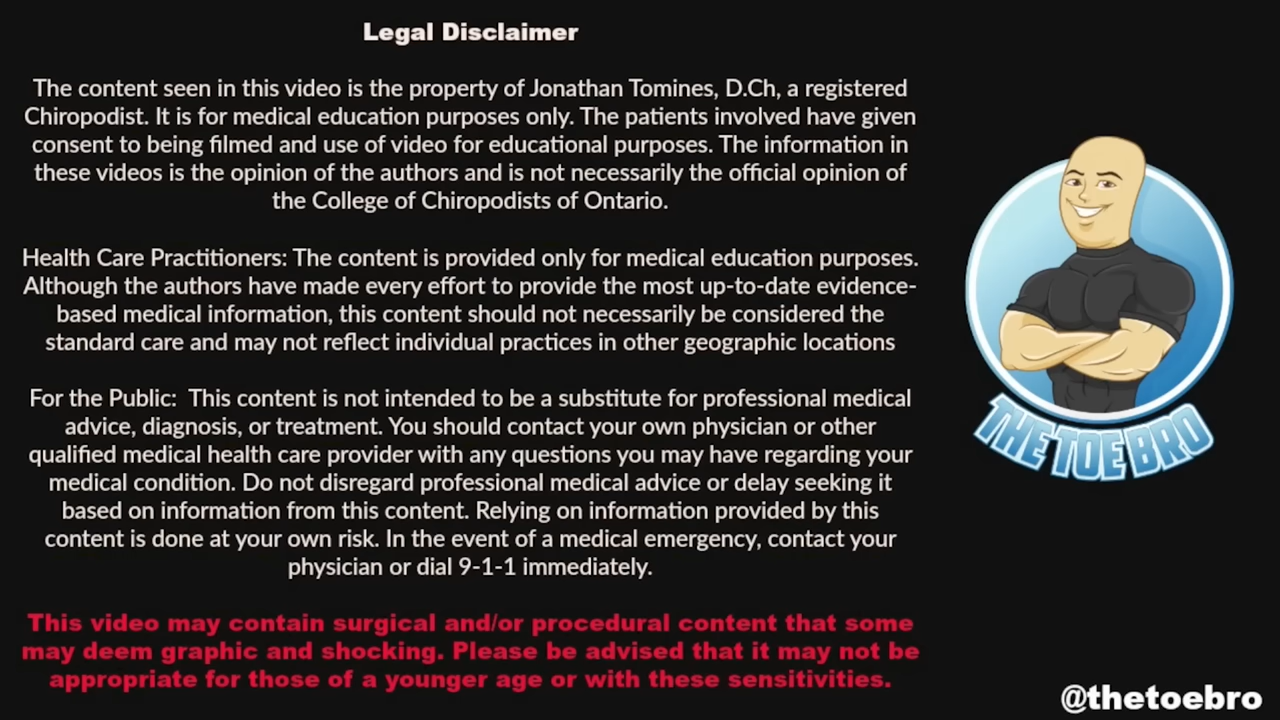 Legal Disclaimer
The content seen in this video is the property of Jonathan Tomines, D.Ch, a registered
Chiropodist. It is for medical education purposes only. The patients involved have given
consent to being filmed and use of video for educational purposes. The information in
these videos is the opinion of the authors and is not necessarily the official opinion of
the College of Chiropodists of Ontario.
Health Care Practitioners: The content is provided only for medical education purposes.
Although the authors have made every effort to provide the most up-to-date evidence-
based medical information, this content should not necessarily be considered the
standard care and may not reflect individual practices in other geographic locations
For the Public:  This content is not intended to be a substitute for professional medical
advice, diagnosis, or treatment. You should contact your own physician or other
qualified medical health care provider with any questions you may have regarding your
medical condition. Do not disregard professional medical advice or delay seeking it
based on information from this content. Relying on information provided by this
content is done at your own risk. In the event of a medical emergency, contact your
physician or dial 9-1-1 immediately.
This video may contain surgical and/or procedural content that some
may deem graphic and shocking. Please be advised that it may not be
appropriate for those of a younger age or with these sensitivities.
THE TOE BRO
@thetoebro